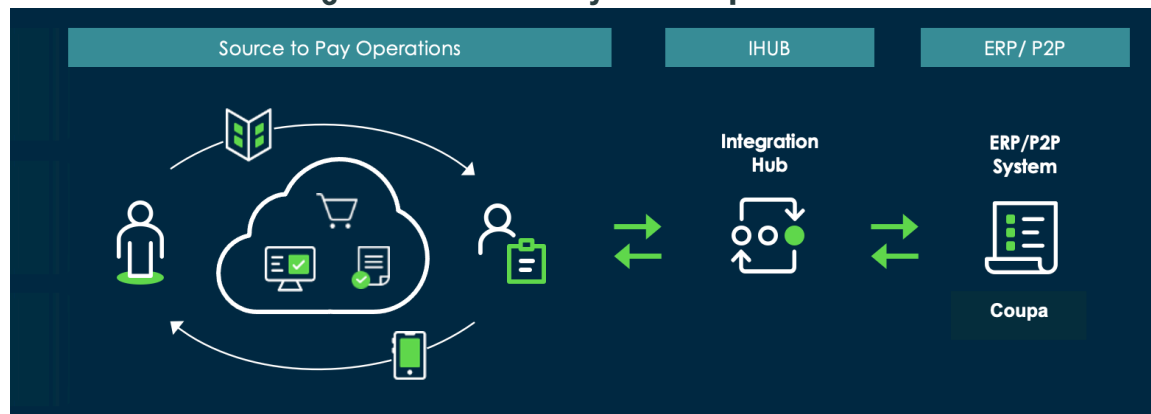 Source to Pay Operations
IHUB
ERP/ P2P
Integration
Hub
ERP/P2P
System
Coupa